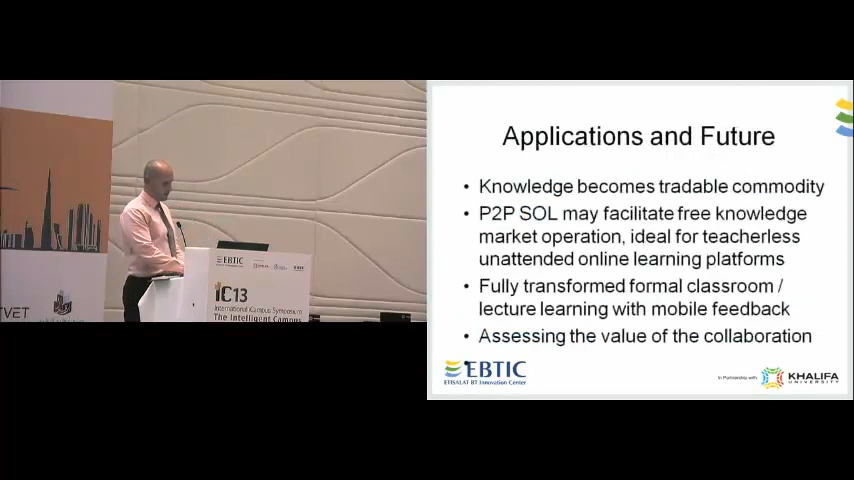 TVET
EBTIC
iC13
International iCampus Symposium
The Intelligent Campus
Applications and Future
• Knowledge becomes tradable commodity
• P2P SOL may facilitate free knowledge
market operation, ideal for teacherless
unattended online learning platforms
• Fully transformed formal classroom /
lecture learning with mobile feedback
• Assessing the value of the collaboration
EBTIC
ETISALAT BT Innovation Center
In Partnership with
KHALIFA
UNIVERSITY